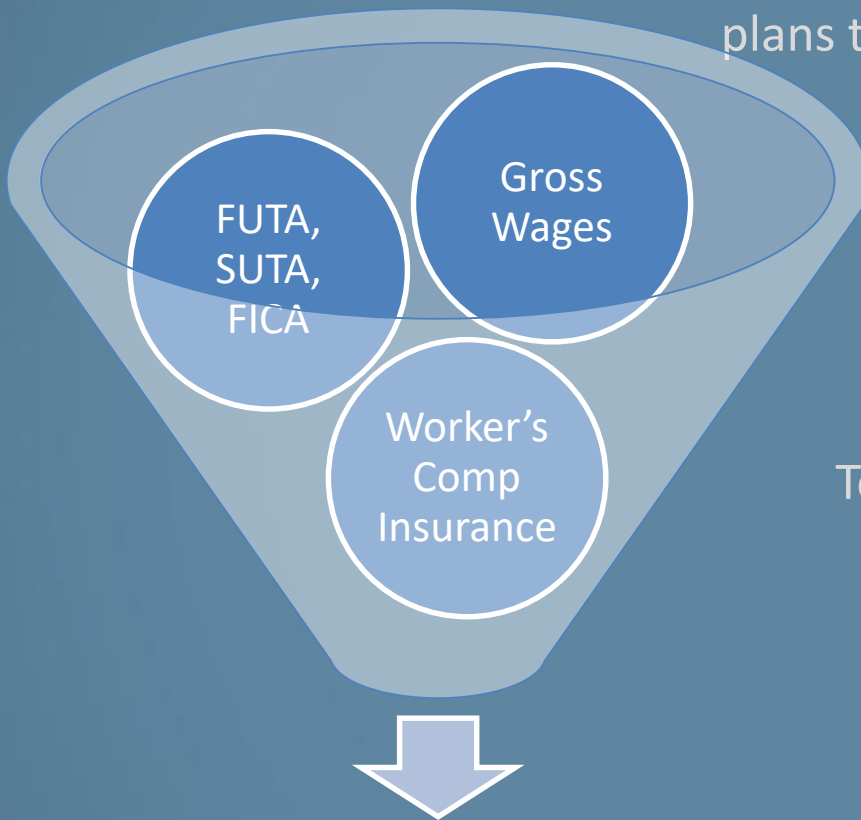 plans t
Gross
Wages
FUTA,
SUTA,
FICA
Worker’s
Comp
Insurance